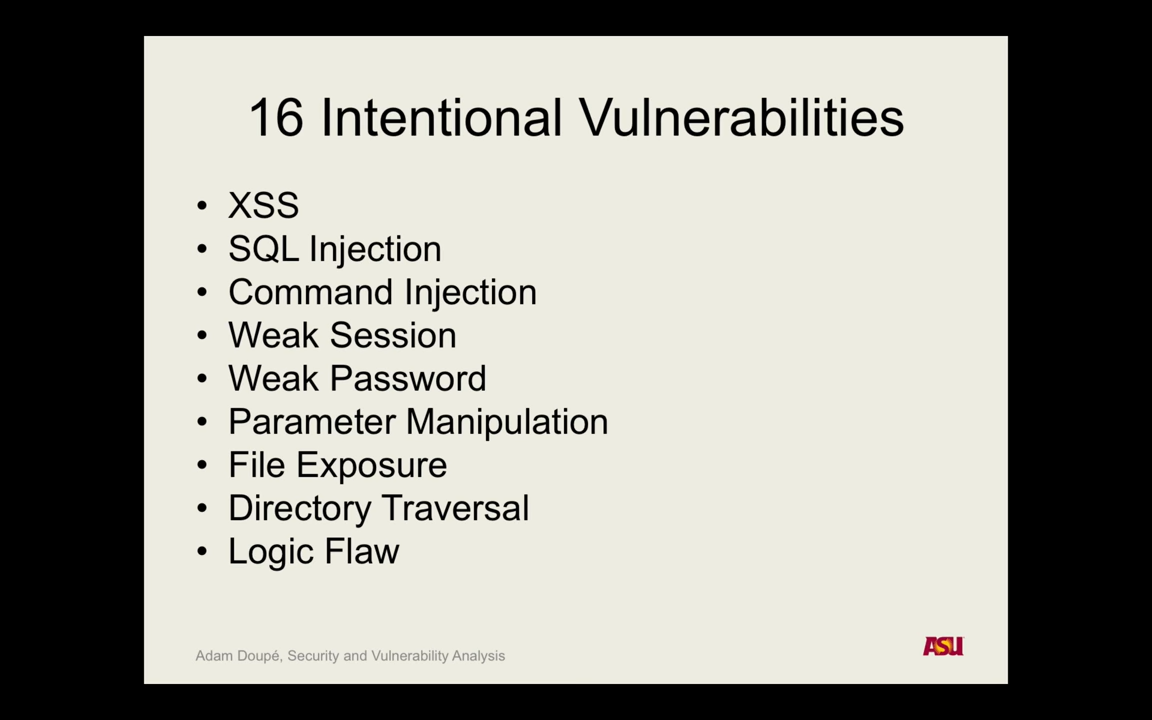 16 Intentional Vulnerabilities
• XSS
• SQL Injection
• Command Injection
• Weak Session
• Weak Password
• Parameter Manipulation
• File Exposure
• Directory Traversal
• Logic Flaw
Adam Doupé, Security and Vulnerability Analysis
ASU